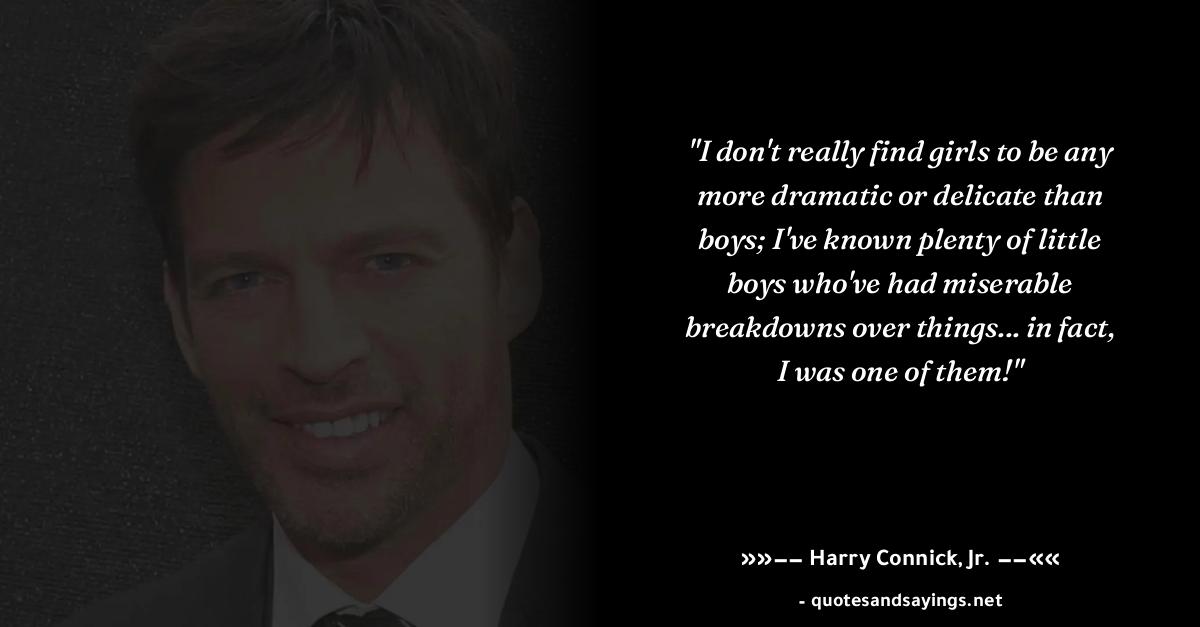 "I don't really find girls to be any
more dramatic or delicate than
boys; I've known plenty of little
boys who've had miserable
breakdowns over things... in fact,
I was one of them!"
»»−− Harry Connick, Jr. −−««
- quotesandsayings.net